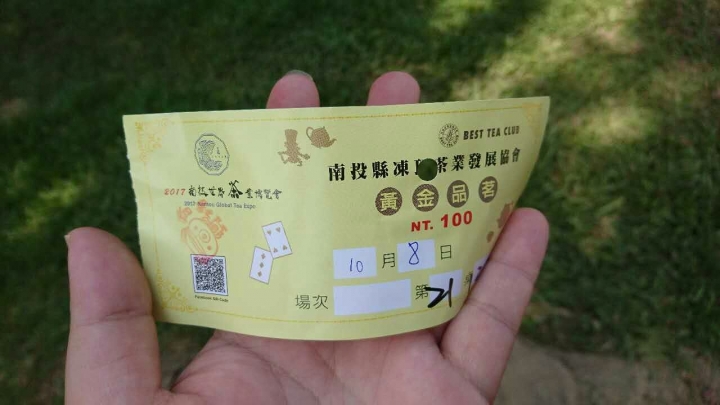 BEST TEA CLUB
南投縣凍頂茶業發展協會
2017 南投世界茶業博覽會
2017 Nantou Global Tea Expo
黃金品茗
NT. 100
10 月 8 日
場次 第 21